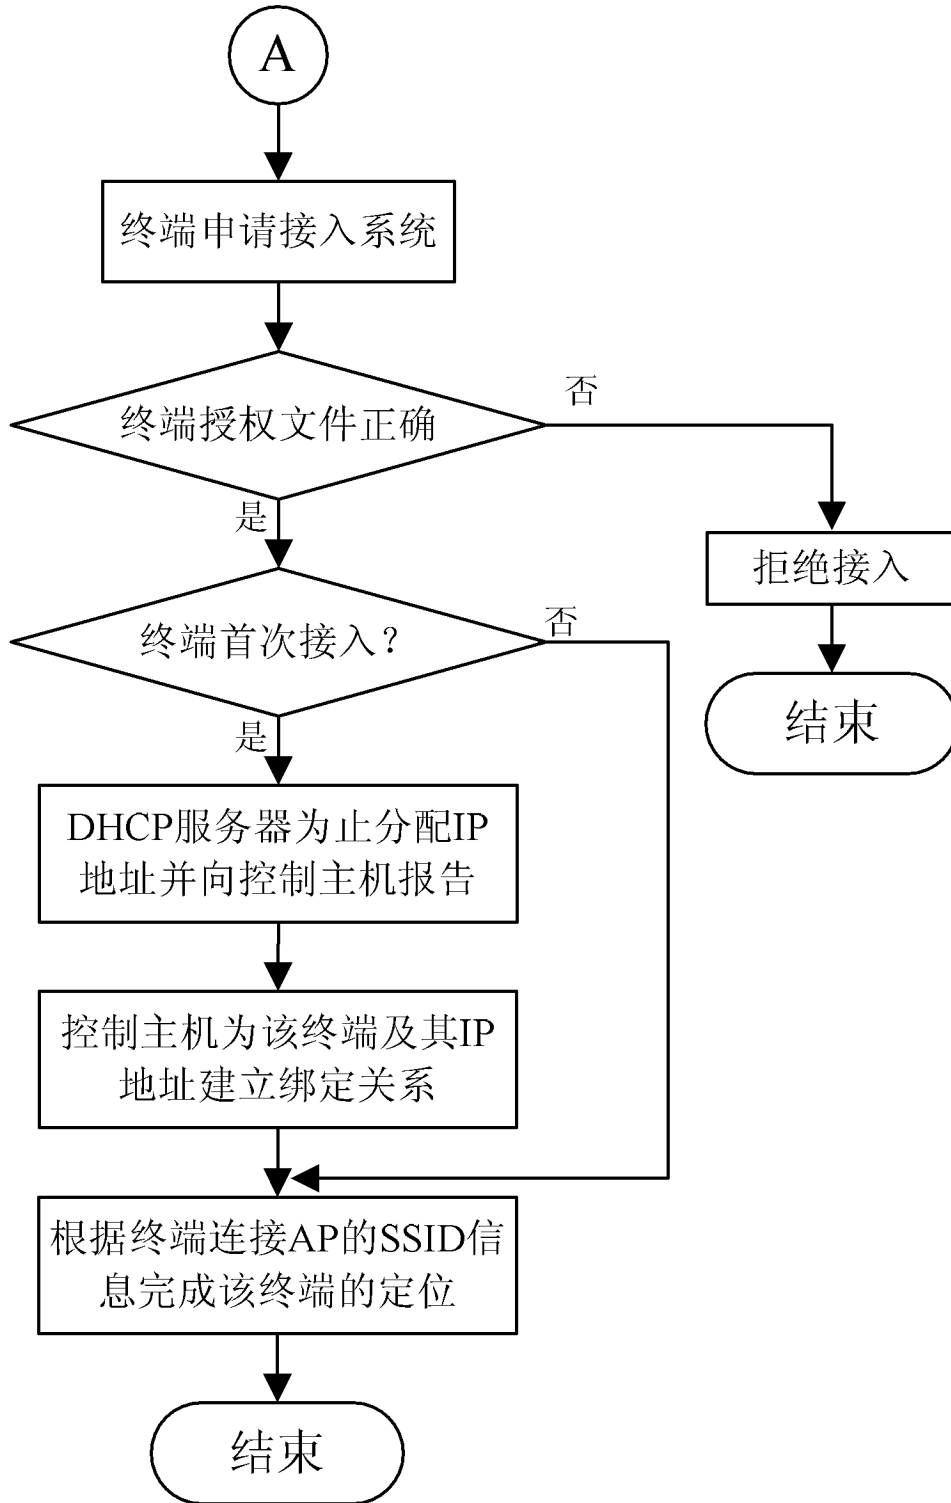 A
终端申请接入系统
终端授权文件正确
否
是
拒绝接入
终端首次接入？
否
结束
是
DHCP服务器为止分配IP
地址并向控制主机报告
控制主机为该终端及其IP
地址建立绑定关系
根据终端连接AP的SSID信
息完成该终端的定位
结束